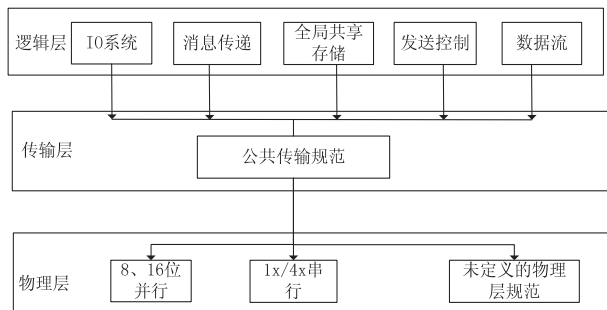 逻辑层
IO系统
消息传递
全局共享
存储
发送控制
数据流
传输层
公共传输规范
物理层
8、16位
并行
1x/4x串
行
未定义的物理
层规范